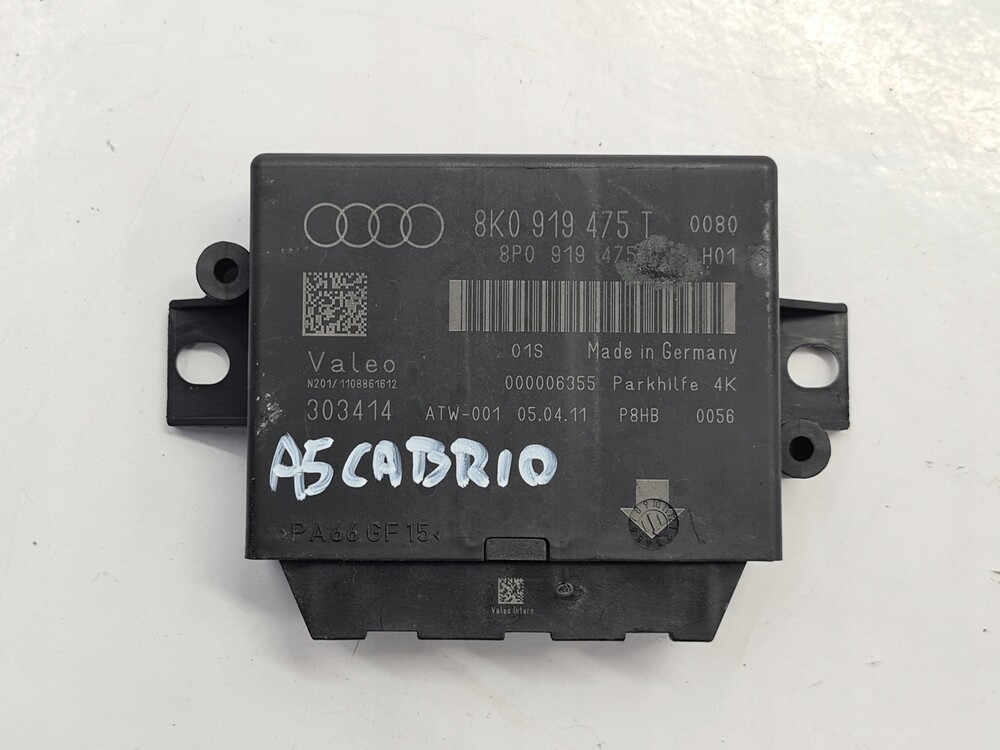 8K0 919 475 T 0080
8P0 919 475 H01
01S Made in Germany
Valeo
N201/1108861612
000006355 Parkhilfe 4K
303414 ATW-001 05.04.11 P8HB 0056
A5 CABRIO
>PA66 GF15<
Valeo Intern